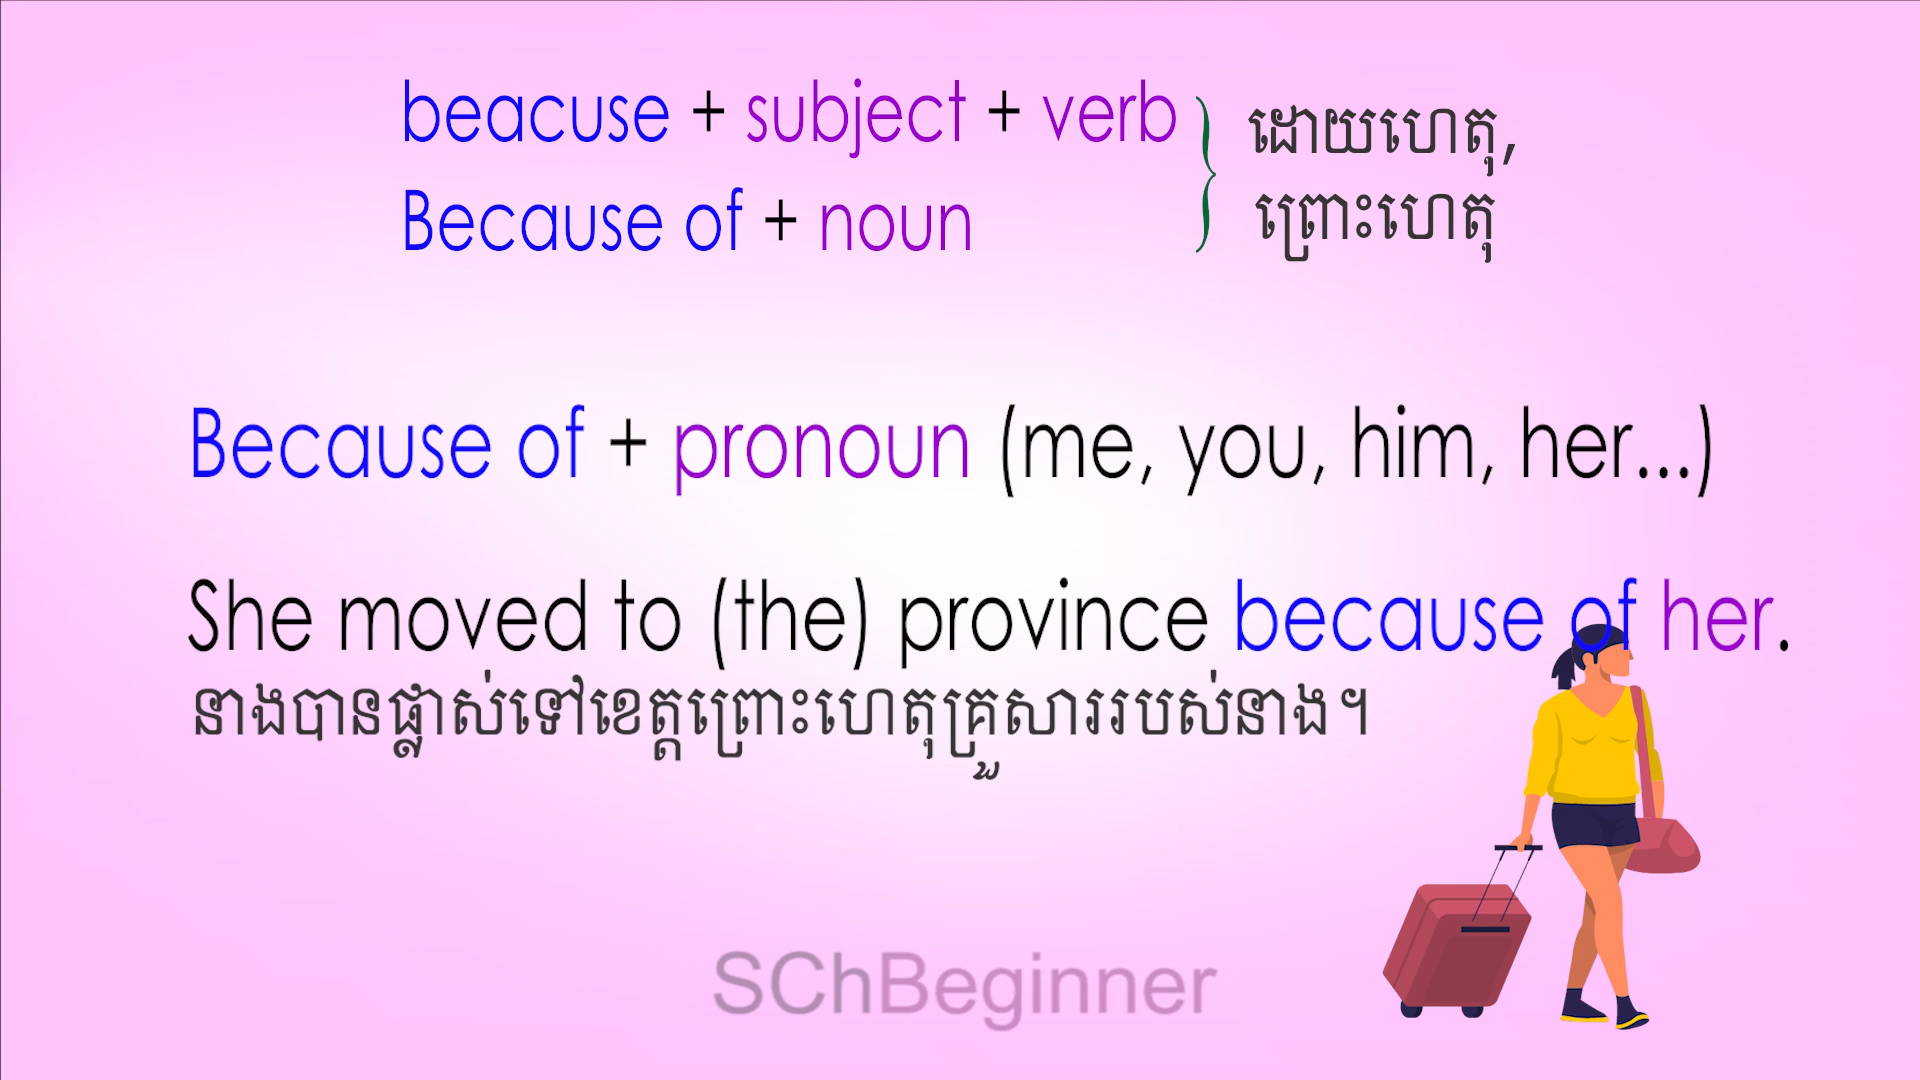 beacuse + subject + verb
Because of + noun
ដោយហេតុ,
ព្រោះហេតុ
Because of + pronoun (me, you, him, her...)
She moved to (the) province because of her.
នាងបានផ្លាស់ទៅខេត្តព្រោះហេតុគ្រួសាររបស់នាង។
SChBeginner